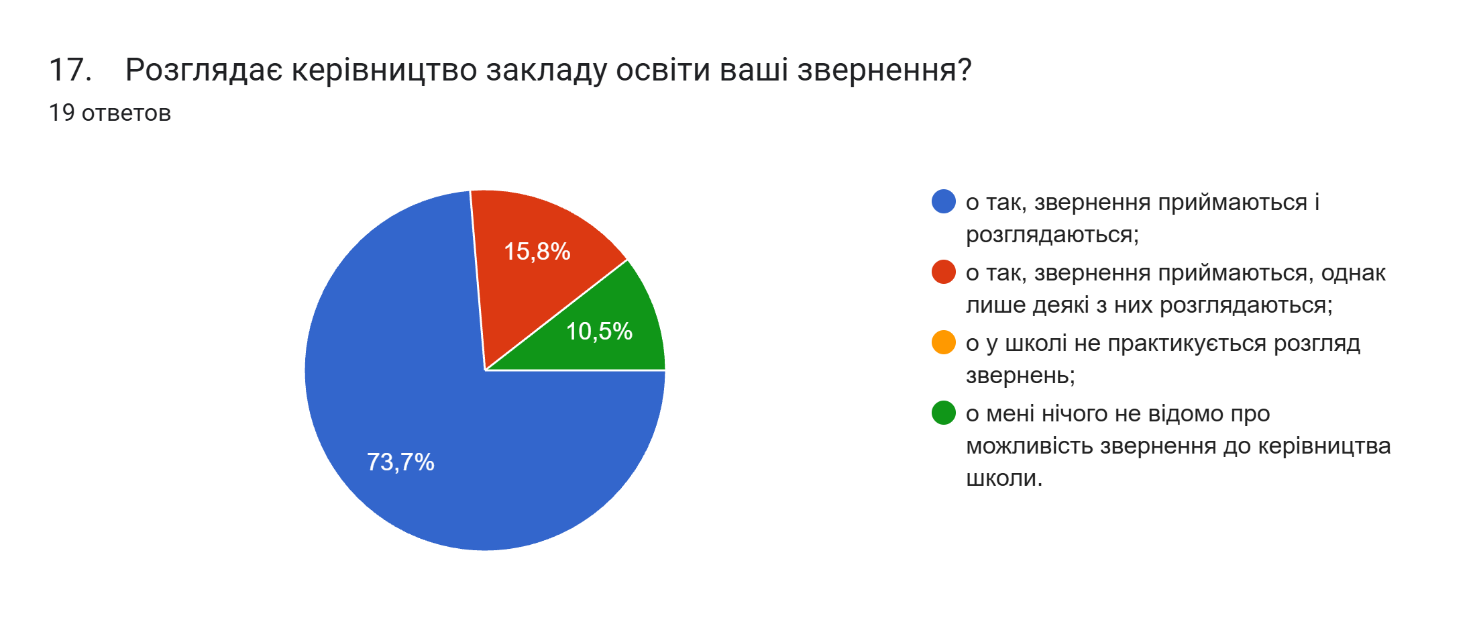 17. Розглядає керівництво закладу освіти ваші звернення?
19 ответов
15,8%
10,5%
73,7%
o так, звернення приймаються і
розглядаються;
o так, звернення приймаються, однак
лише деякі з них розглядаються;
o у школі не практикується розгляд
звернень;
o мені нічого не відомо про
можливість звернення до керівництва
школи.